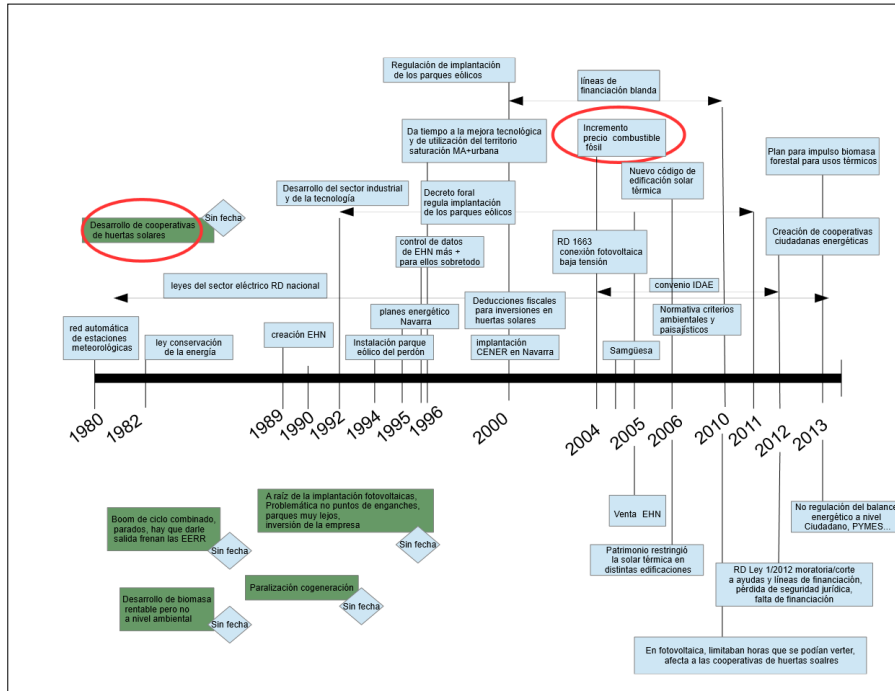 Regulación de implantación
de los parques eólicos
líneas de
financiación blanda
Da tiempo a la mejora tecnológica
y de utilización del territorio
saturación MA+urbana
Incremento
precio combustible
fósil
Plan para impulso biomasa
forestal para usos térmicos
Nuevo código de
edificación solar
térmica
Desarrollo del sector industrial
y de la tecnología
Decreto foral
regula implantación
de los parques eólicos
Sin fecha
Desarrollo de cooperativas
de huertas solares
Creación de cooperativas
ciudadanas energéticas
control de datos
de EHN más +
para ellos sobretodo
RD 1663
conexión fotovoltaica
baja tensión
leyes del sector eléctrico RD nacional
convenio IDAE
planes energético
Navarra
Deducciones fiscales
para inversiones en
huertas solares
Normativa criterios
ambientales y
paisajísticos
red automática
de estaciones
meteorológicas
ley conservación
de la energía
creación EHN
Instalación parque
eólico del perdón
implantación
CENER en Navarra
Samgüesa
1980
1982
1989
1990
1992
1994
1995
1996
2000
2004
2005
2006
2010
2011
2012
2013
A raíz de la implantación fotovoltaicas,
Problemática no puntos de enganches,
parques muy lejos,
inversión de la empresa
Sin fecha
Boom de ciclo combinado,
parados, hay que darle
salida frenan las EERR
Sin fecha
Venta EHN
No regulación del balance
energético a nivel
Ciudadano, PYMES...
Patrimonio restringió
la solar térmica en
distintas edificaciones
RD Ley 1/2012 moratoria/corte
a ayudas y líneas de financiación,
pérdida de seguridad jurídica,
falta de financiación
Paralización cogeneración
Sin fecha
Desarrollo de biomasa
rentable pero no
a nivel ambiental
Sin fecha
En fotovoltaica, limitaban horas que se podían verter,
afecta a las cooperativas de huertas soalres